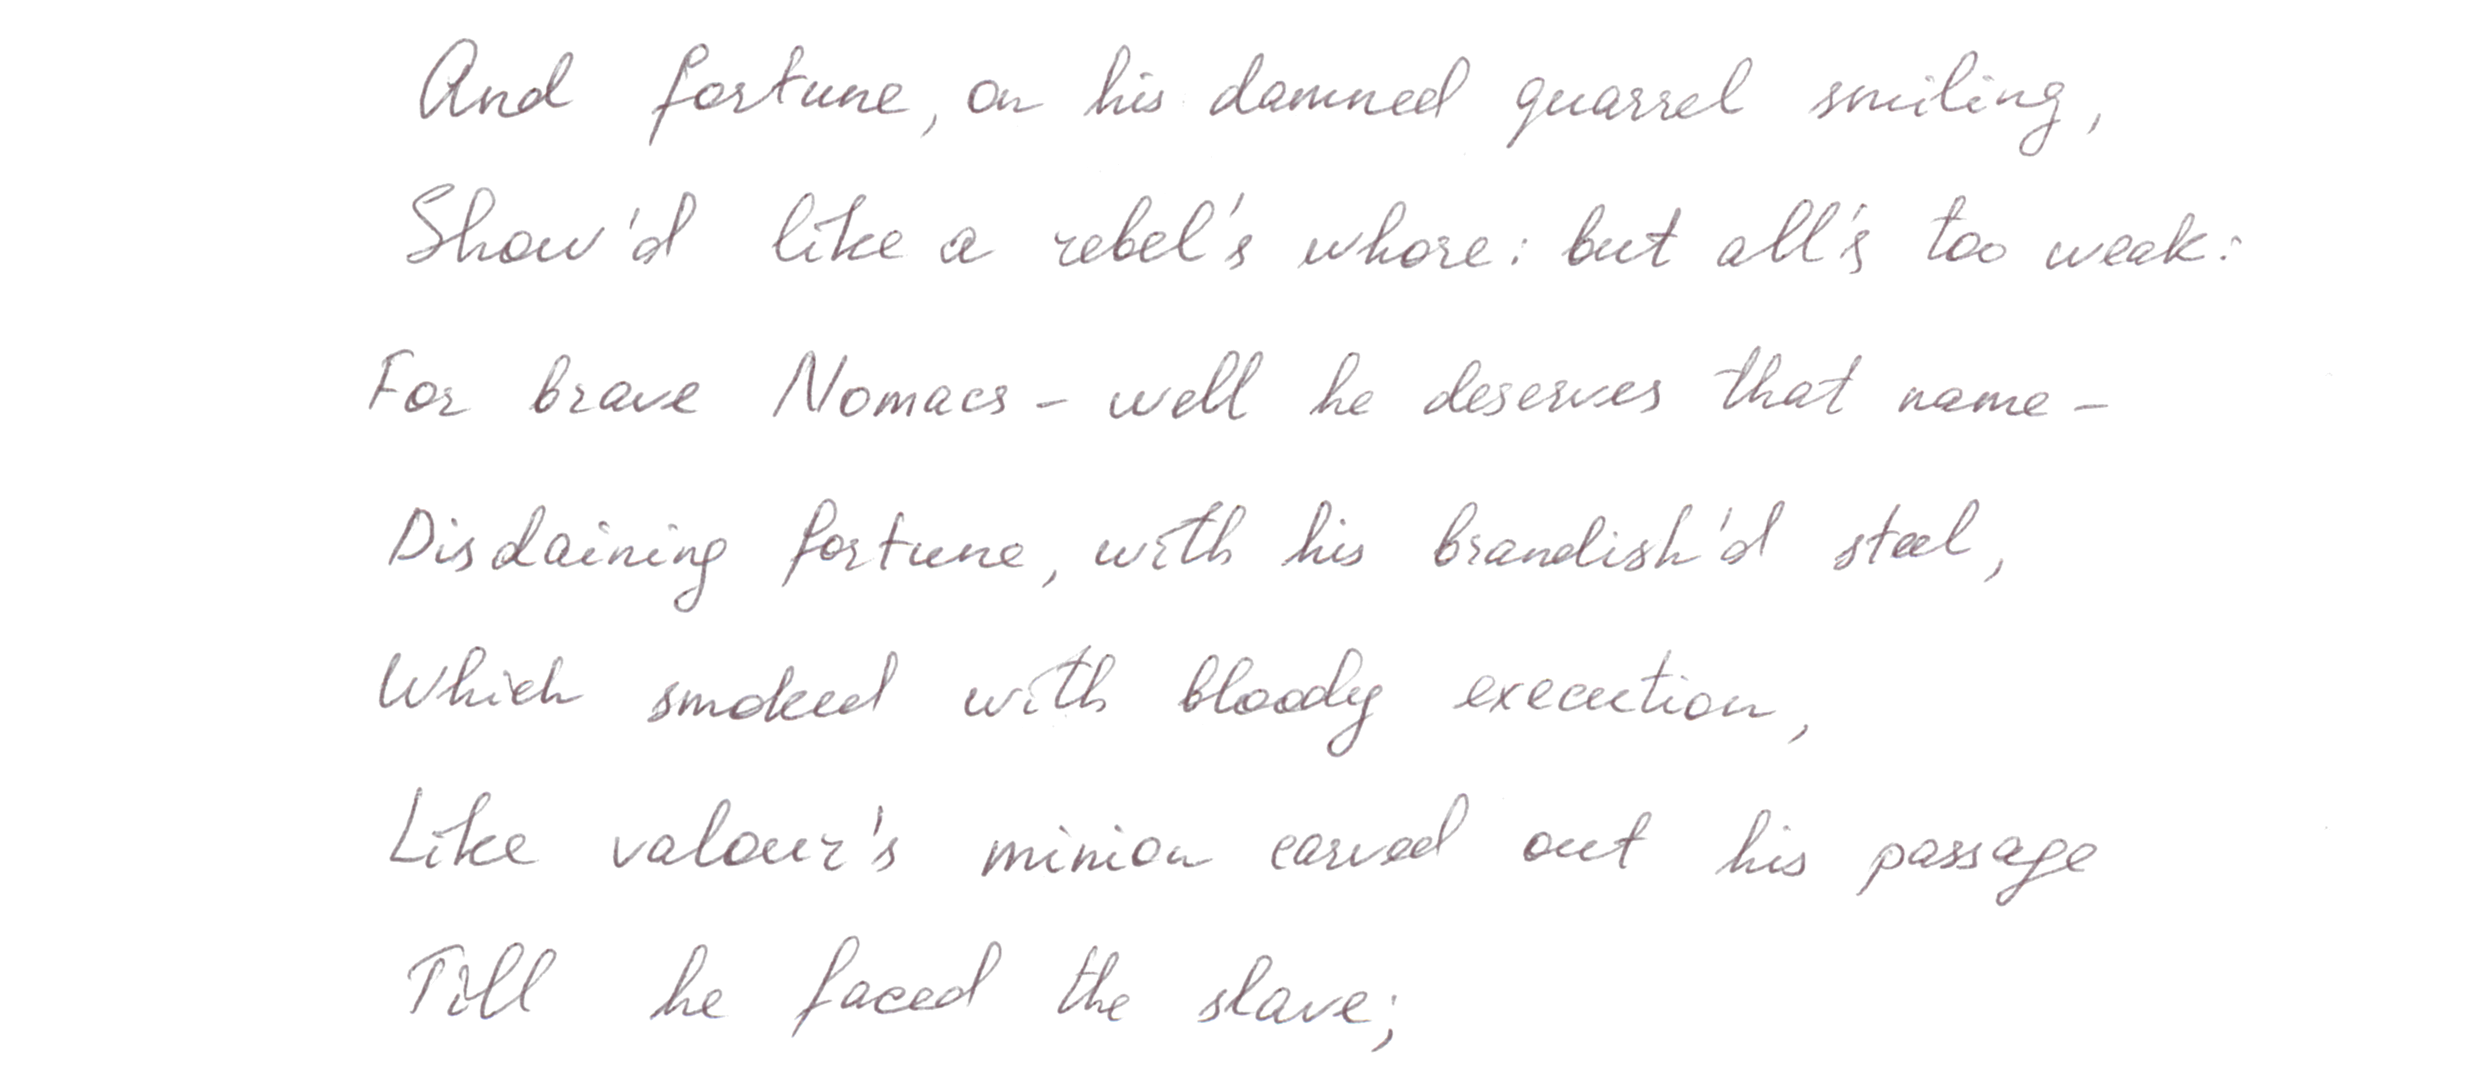 And fortune, on his damned quarrel smiling,
Show'd like a rebel's whore: but all's too weak:
For brave Nomacs - well he deserves that name -
Disdaining fortune, with his brandish'd steel,
Which smoked with bloody execution,
Like valour's minion carved out his passage
Till he faced the slave;